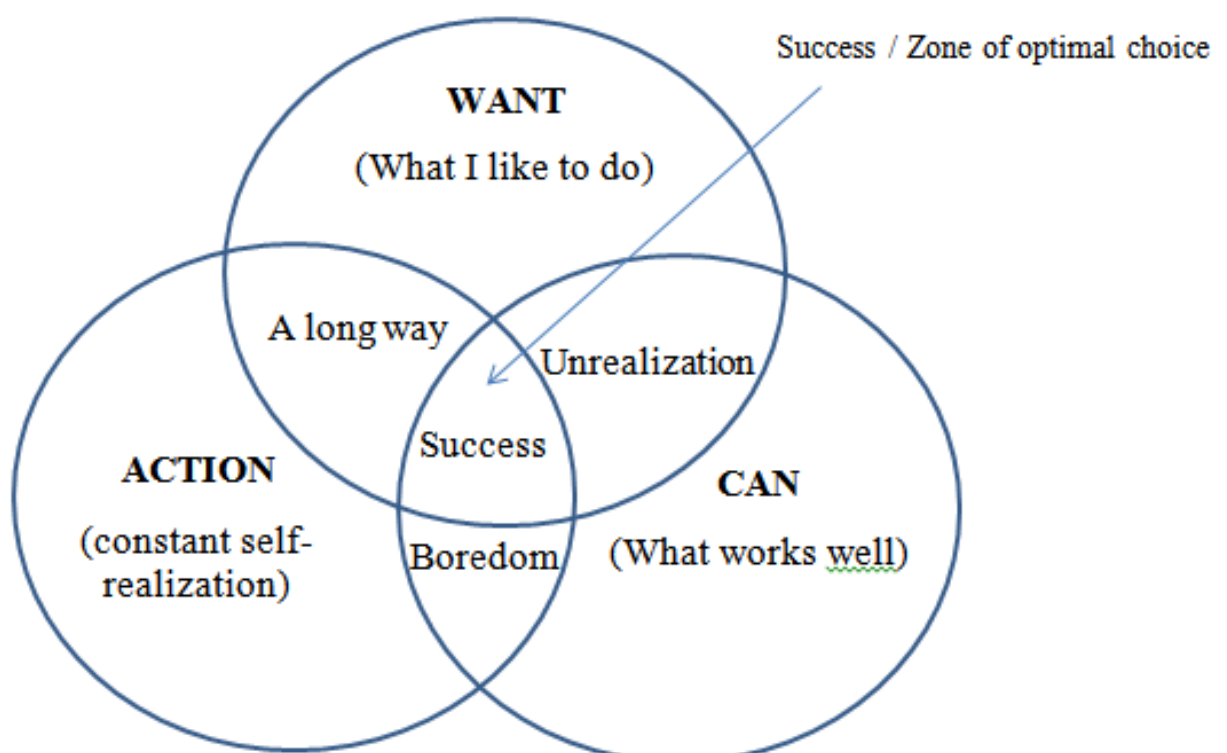 Success / Zone of optimal choice
WANT
(What I like to do)
A long way
Unrealization
Success
ACTION
CAN
(constant self-
realization)
Boredom
(What works well)